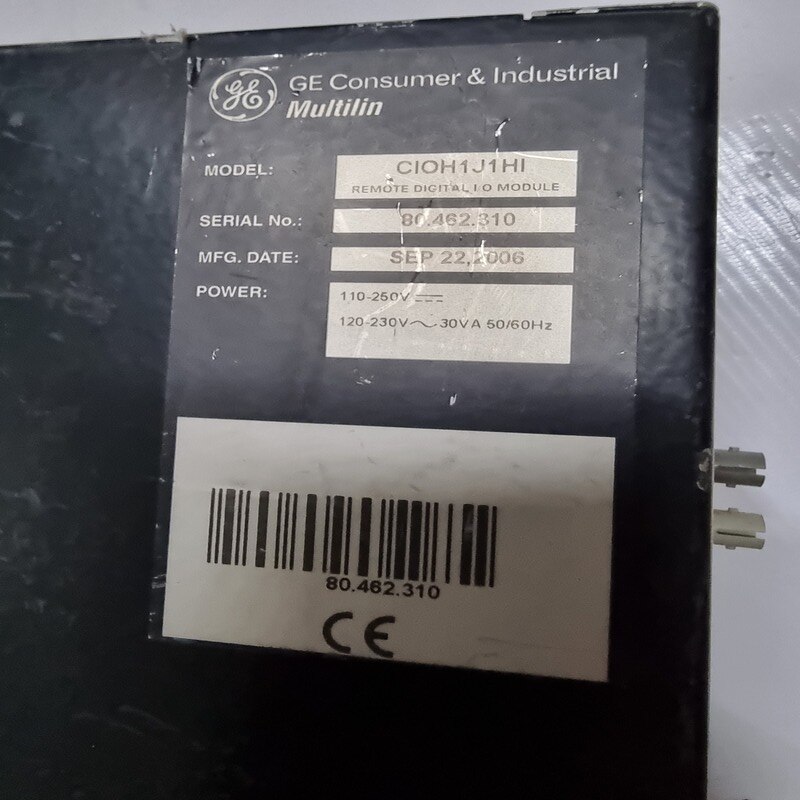 GE GE Consumer & Industrial
Multilin
MODEL: CIOH1J1HI
REMOTE DIGITAL I.O MODULE
SERIAL No.: 80.462.310
MFG. DATE: SEP 22,2006
POWER: 110-250V ⎓
120-230V ~ 30VA 50/60Hz
80.462.310
CE